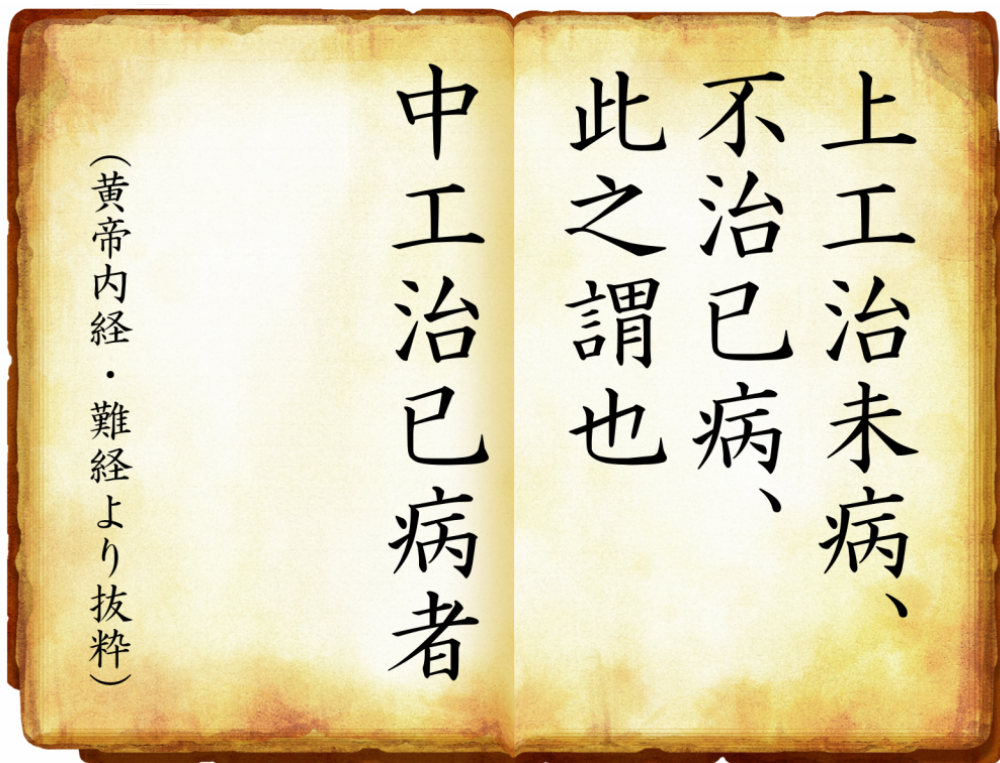 上工治未病、
不治已病、
此之謂也
中工治已病者
（黄帝内経・難経より抜粋）